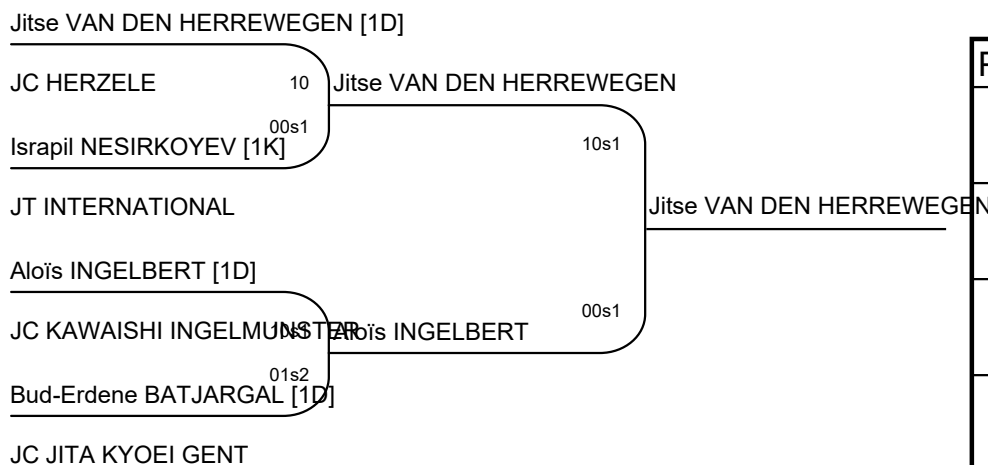 Jitse VAN DEN HERREWEGEN [1D]
JC HERZELE
10
Jitse VAN DEN HERREWEGEN
00s1
Israpil NESIRKOYEV [1K]
10s1
JT INTERNATIONAL
Jitse VAN DEN HERREWEGEN
Aloïs INGELBERT [1D]
00s1
JC KAWAISHI INGELMUNSTER
10s1
Aloïs INGELBERT
01s2
Bud-Erdene BATJARGAL [1D]
JC JITA KYOEI GENT